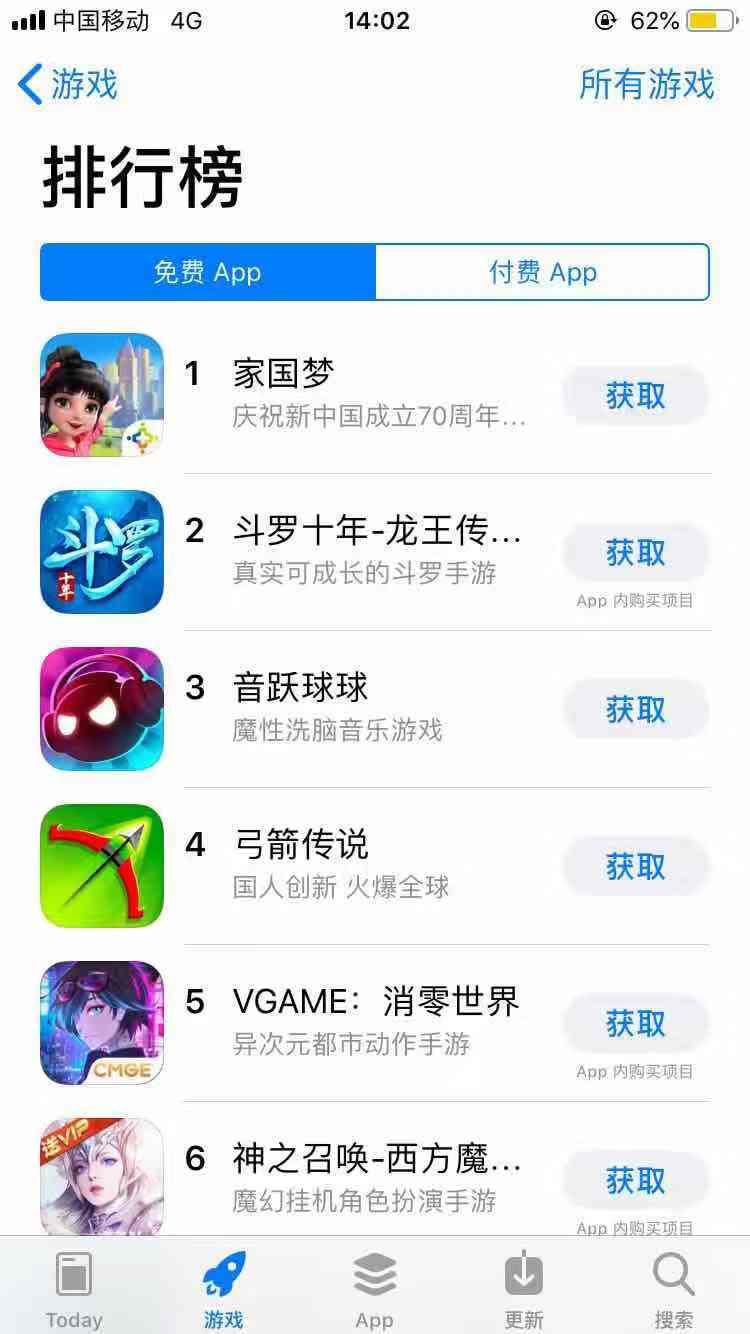 中国移动 4G 14:02 62%
游戏 所有游戏
排行榜
免费 App 付费 App
1 家国梦
庆祝新中国成立70周年...
获取
斗罗
十年
2 斗罗十年-龙王传...
真实可成长的斗罗手游
获取
App 内购买项目
3 音跃球球
魔性洗脑音乐游戏
获取
4 弓箭传说
国人创新 火爆全球
获取
CMGE
5 VGAME：消零世界
异次元都市动作手游
获取
App 内购买项目
送VIP
6 神之召唤-西方魔...
魔幻挂机角色扮演手游
获取
App 内购买项目
Today 游戏 App 更新 搜索